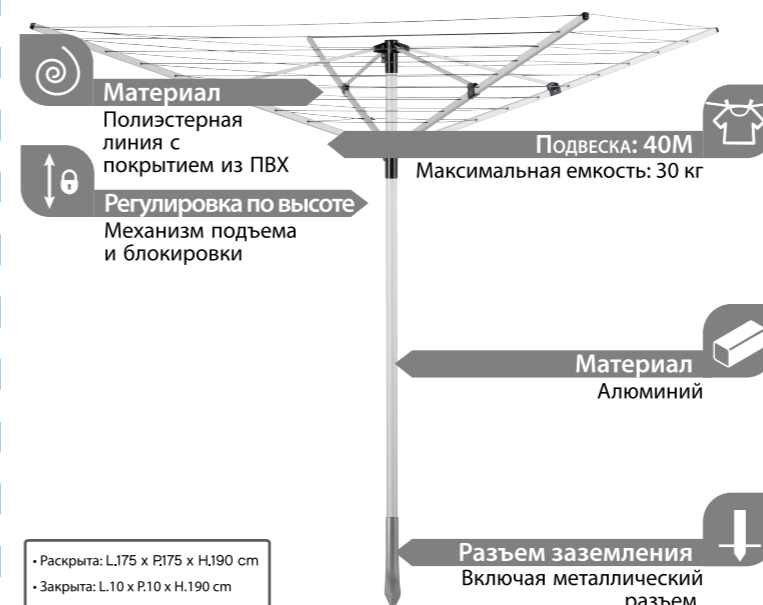 Материал
Полиэстерная
линия с
покрытием из ПВХ
Подвеска: 40М
Максимальная емкость: 30 кг
Регулировка по высоте
Механизм подъема
и блокировки
Материал
Алюминий
Разъем заземления
Включая металлический
разъем
• Раскрыта: L.175 x P.175 x H.190 cm
• Закрыта: L.10 x P.10 x H.190 cm